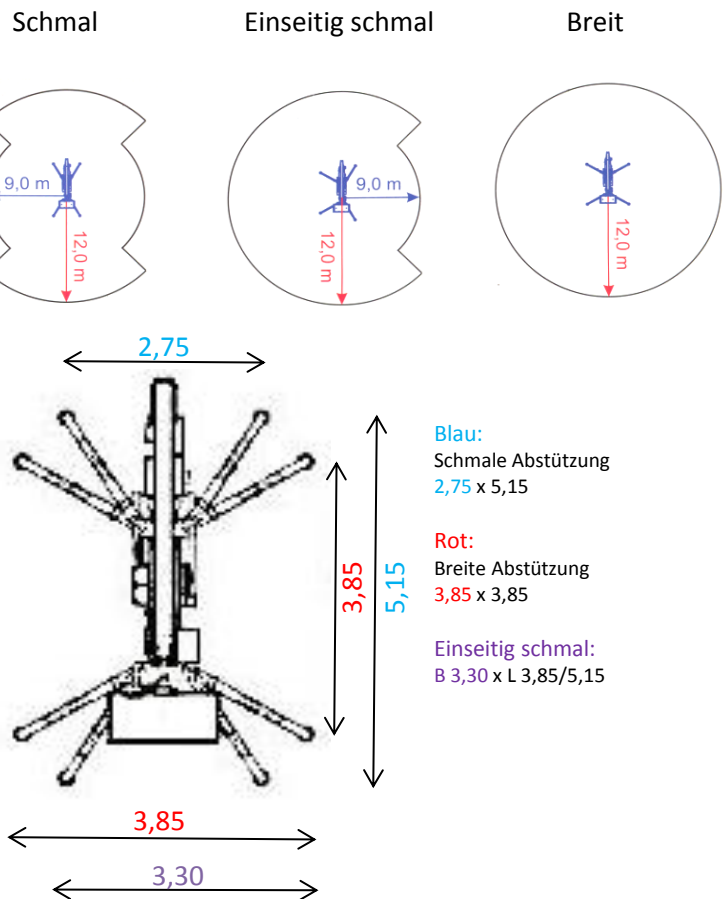 Schmal
Einseitig schmal
Breit
9,0 m
12,0 m
9,0 m
12,0 m
12,0 m
2,75
3,85
5,15
Blau:
Schmale Abstützung
2,75 x 5,15
Rot:
Breite Abstützung
3,85 x 3,85
Einseitig schmal:
B 3,30 x L 3,85/5,15
3,85
3,30